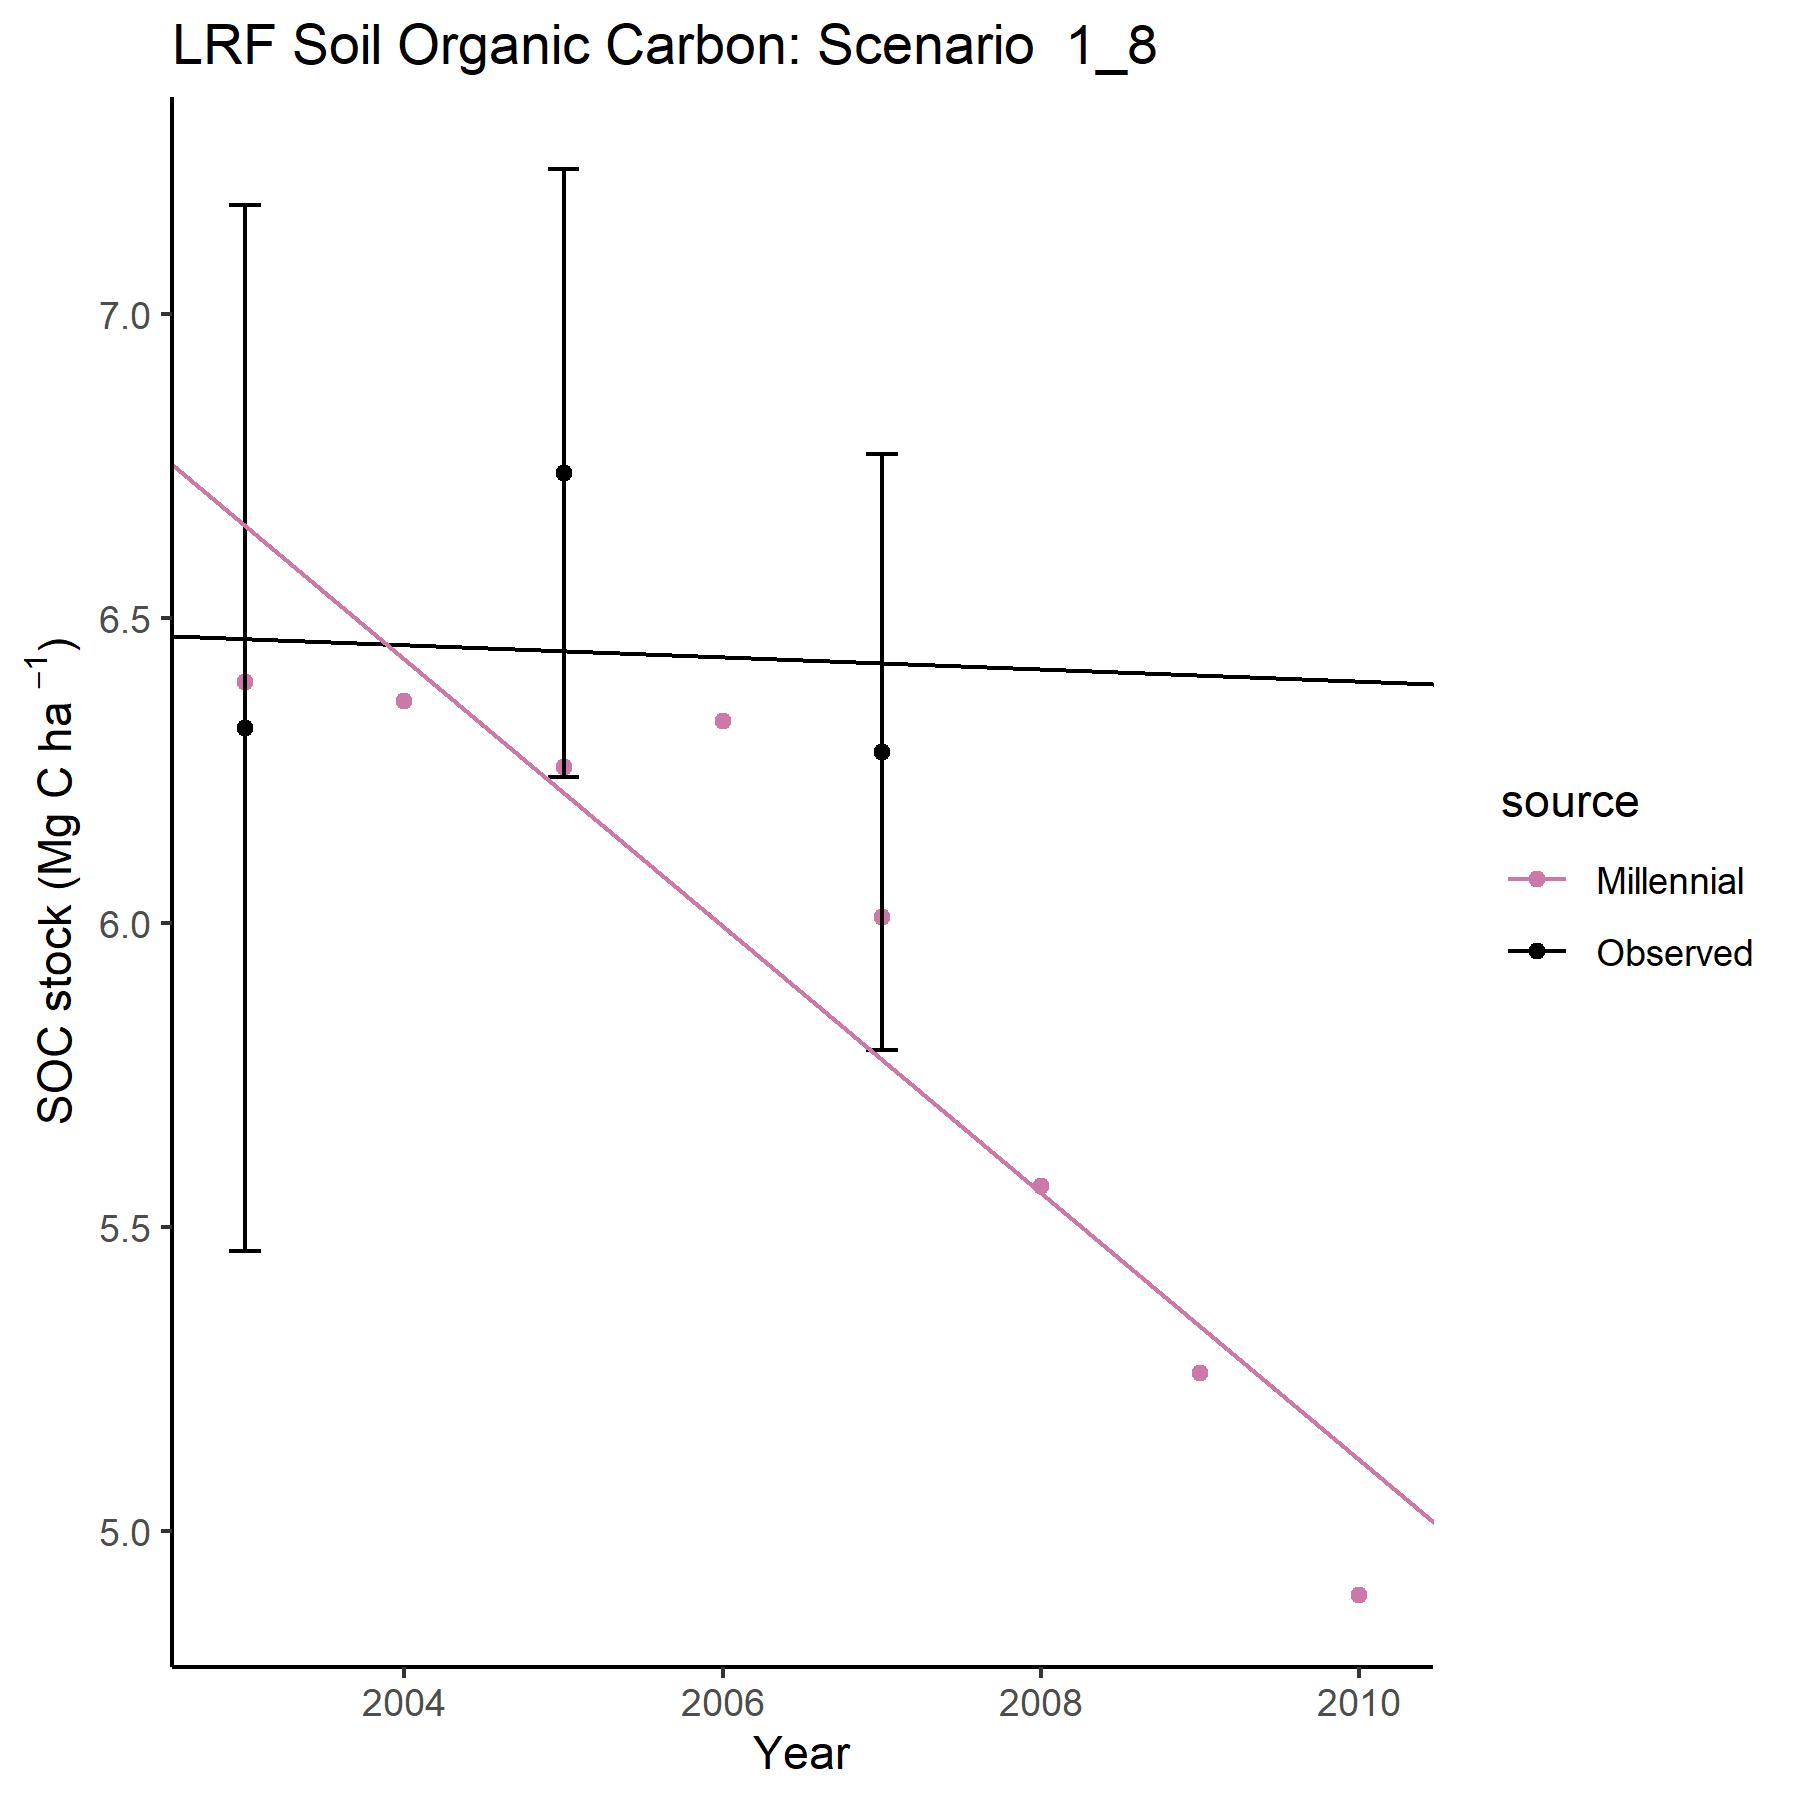 LRF Soil Organic Carbon: Scenario  1_8
SOC stock (Mg C ha ⁻¹)
7.0
6.5
6.0
5.5
5.0
2004 2006 2008 2010
Year
source
Millennial
Observed